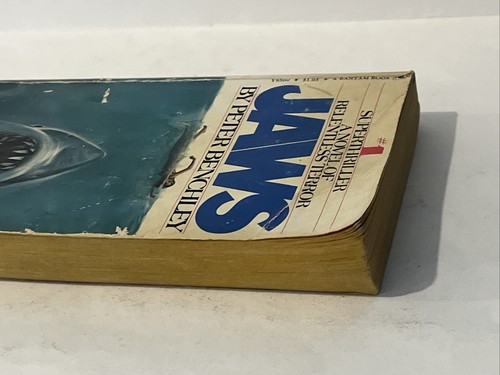 #1
SUPERTHRILLER
A NOVEL OF
RELENTLESS TERROR
JAWS
BY PETER BENCHLEY